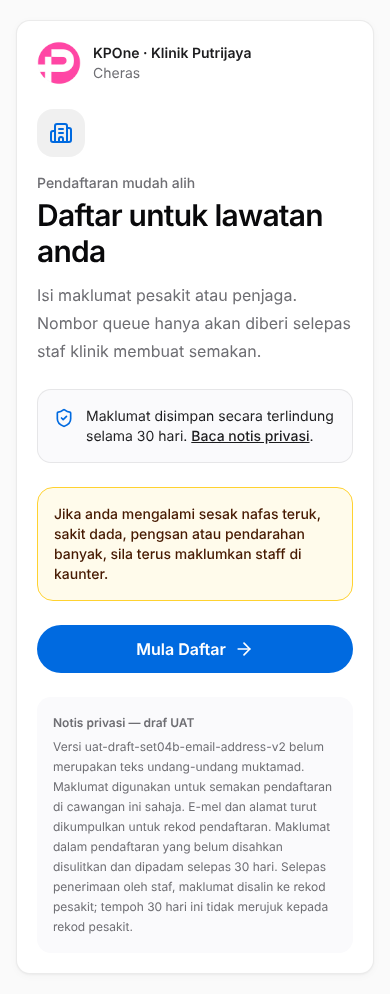 KPOne · Klinik Putrijaya
Cheras
Pendaftaran mudah alih
Daftar untuk lawatan
anda
Isi maklumat pesakit atau penjaga.
Nombor queue hanya akan diberi selepas
staf klinik membuat semakan.
Maklumat disimpan secara terlindung
selama 30 hari. Baca notis privasi.
Jika anda mengalami sesak nafas teruk,
sakit dada, pengsan atau pendarahan
banyak, sila terus maklumkan staff di
kaunter.
Mula Daftar
Notis privasi — draf UAT
Versi uat-draft-set04b-email-address-v2 belum
merupakan teks undang-undang muktamad.
Maklumat digunakan untuk semakan pendaftaran
di cawangan ini sahaja. E-mel dan alamat turut
dikumpulkan untuk rekod pendaftaran. Maklumat
dalam pendaftaran yang belum disahkan
disulitkan dan dipadam selepas 30 hari. Selepas
penerimaan oleh staf, maklumat disalin ke rekod
pesakit; tempoh 30 hari ini tidak merujuk kepada
rekod pesakit.